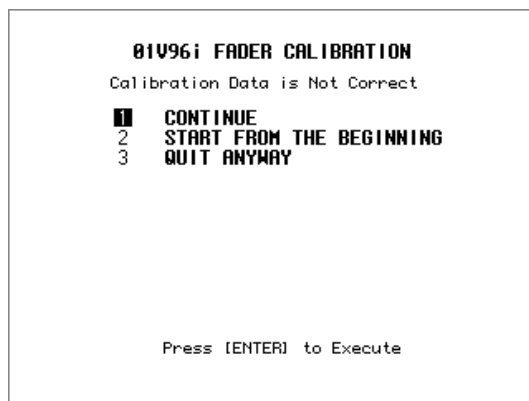 01V96i FADER CALIBRATION
Calibration Data is Not Correct
1 CONTINUE
2 START FROM THE BEGINNING
3 QUIT ANYWAY
Press [ENTER] to Execute